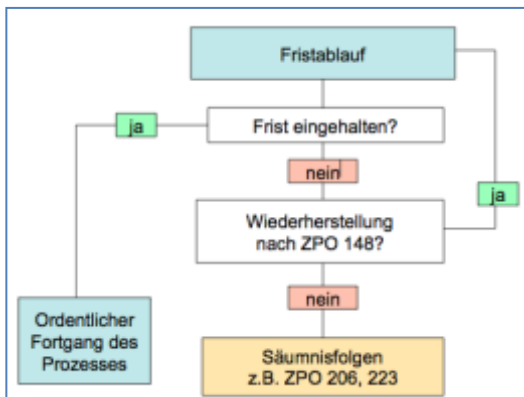 Fristablauf
ja
Frist eingehalten?
nein
Wiederherstellung
nach ZPO 148?
ja
nein
Ordentlicher
Fortgang des
Prozesses
Säumnisfolgen
z.B. ZPO 206, 223